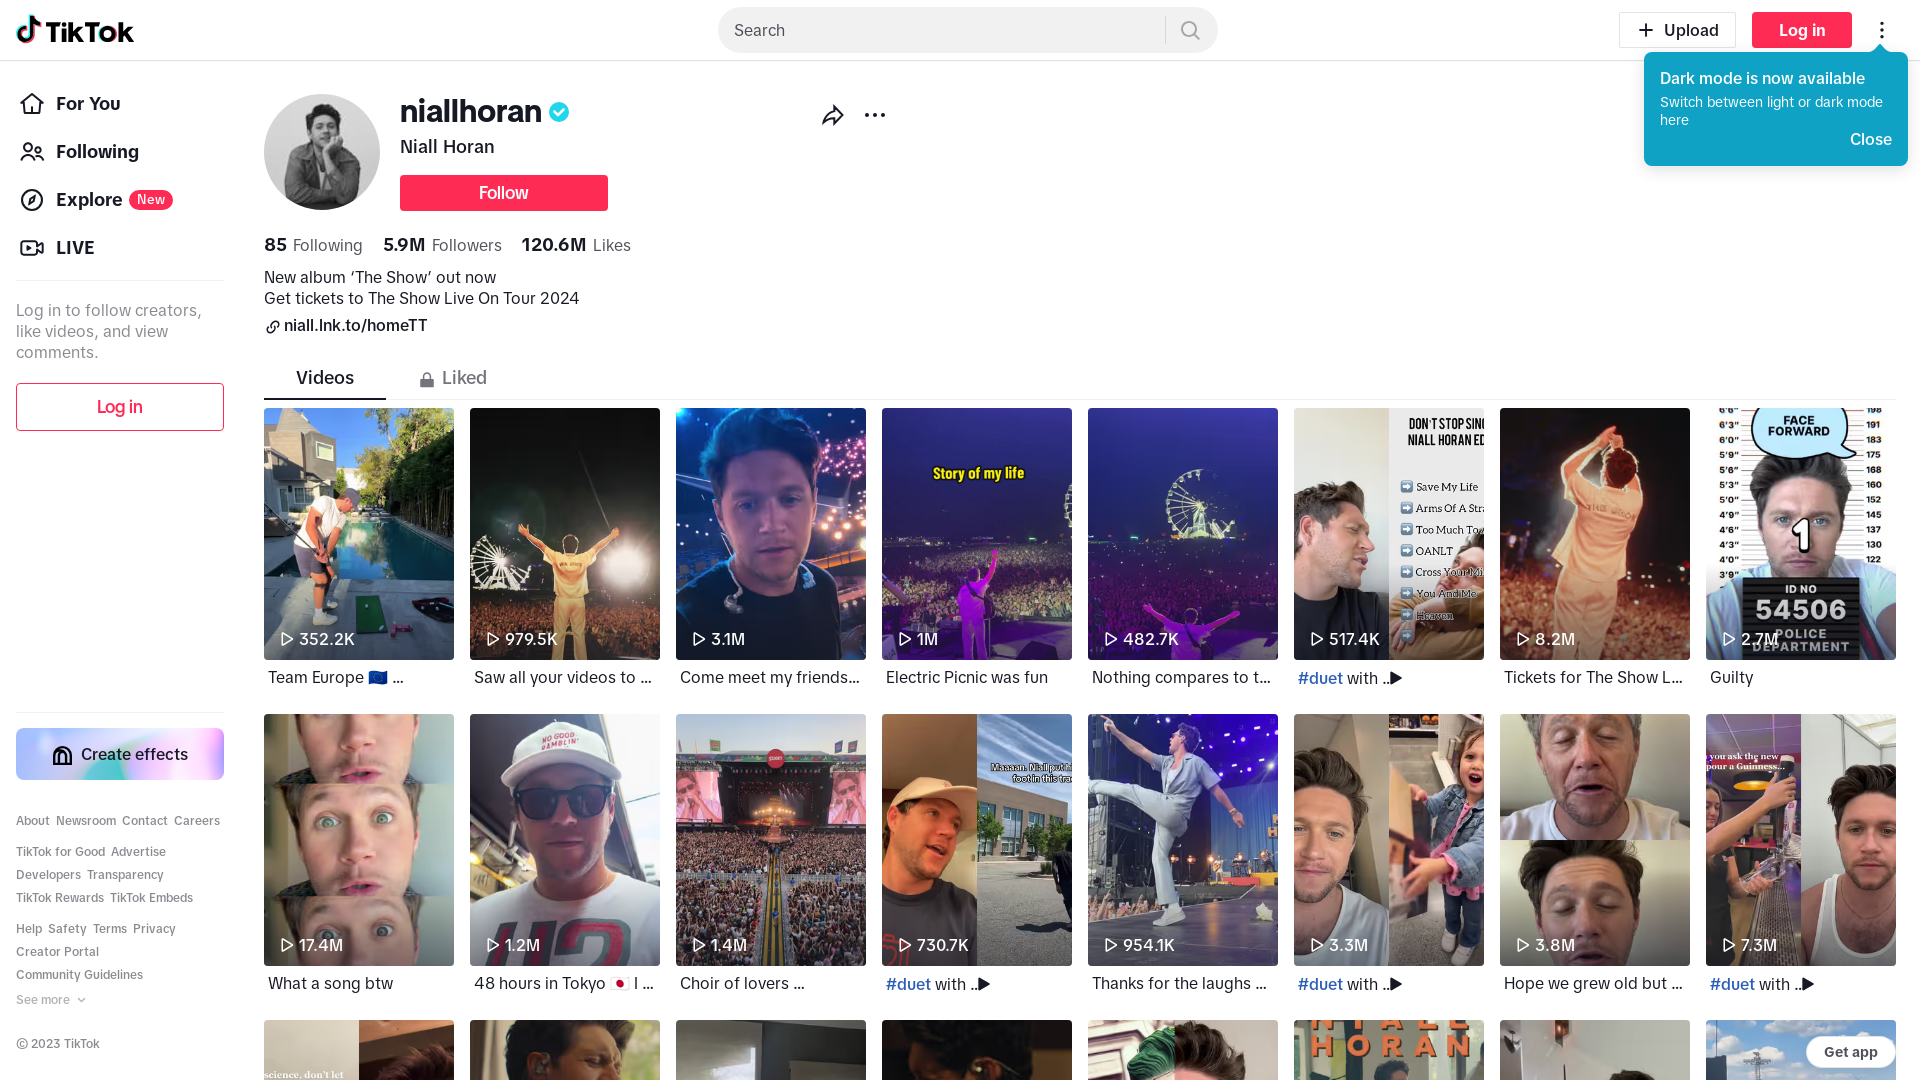 TikTok
Search
Upload
Log in
Dark mode is now available
Switch between light or dark mode
here
Close
For You
Following
Explore New
LIVE
Log in to follow creators,
like videos, and view
comments.
Log in
Create effects
About Newsroom Contact Careers
TikTok for Good Advertise
Developers Transparency
TikTok Rewards TikTok Embeds
Help Safety Terms Privacy
Creator Portal
Community Guidelines
See more
© 2023 TikTok
niallhoran
Niall Horan
Follow
85 Following 5.9M Followers 120.6M Likes
New album ‘The Show’ out now
Get tickets to The Show Live On Tour 2024
niall.lnk.to/homeTT
Videos
Liked
352.2K
Team Europe 🇪🇺 ...
979.5K
Saw all your videos to ...
3.1M
Come meet my friends...
Story of my life
1M
Electric Picnic was fun
482.7K
Nothing compares to t...
DON'T STOP SING
NIALL HORAN ED
➡️ Save My Life
➡️ Arms Of A Stra
➡️ Too Much To
➡️ OANLT
➡️ Cross Your Mi
➡️ You And Me
➡️ Heaven
➡️
517.4K
#duet with ...
8.2M
Tickets for The Show L...
FACE
FORWARD
6'6" 198
6'3" 191
6'0" 183
5'9" 175
5'6" 168
5'3" 160
5'0" 152
4'9" 145
4'6" 137
4'3" 130
4'0" 122
3'9"
1
ID NO
54506
POLICE
DEPARTMENT
2.7M
Guilty
17.4M
What a song btw
NO GOOD
RAMBLIN'
1.2M
48 hours in Tokyo 🇯🇵 I ...
1.4M
Choir of lovers ...
Maaaan. Niall put h
foot in this tra
730.7K
#duet with ...
954.1K
Thanks for the laughs ...
3.3M
#duet with ...
3.8M
Hope we grew old but ...
you ask the new
pour a Guinness...
7.3M
#duet with ...
science, don't let
NIALL
HORAN
Get app